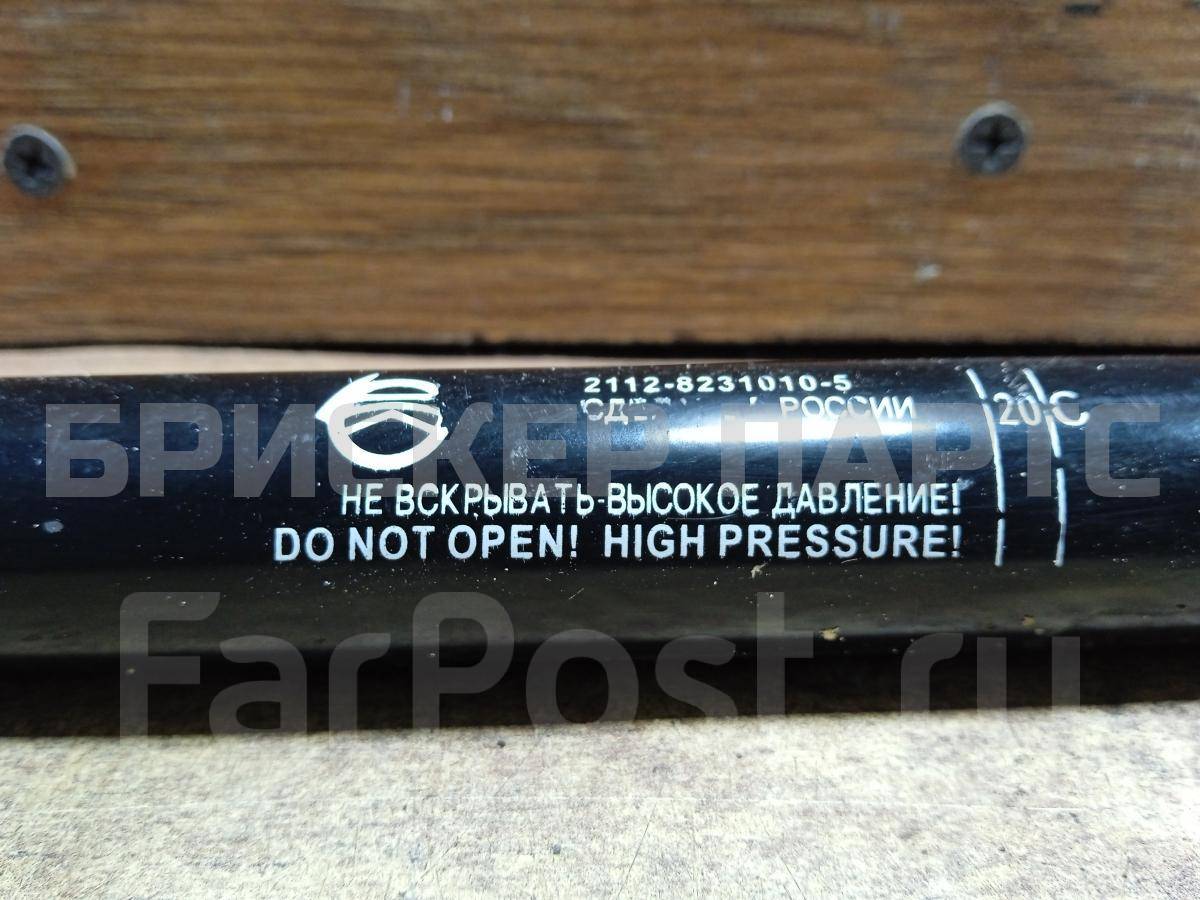 2112-8231010-5
РОССИИ
20°C
НЕ ВСКРЫВАТЬ-ВЫСОКОЕ ДАВЛЕНИЕ!
DO NOT OPEN! HIGH PRESSURE!
БРИСКЕР ПАРТС
FarPost.ru